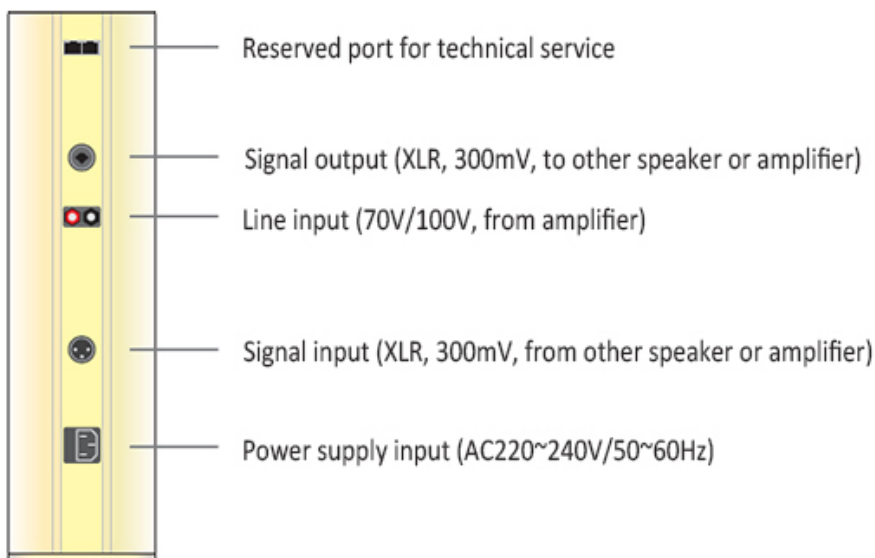 Reserved port for technical service
Signal output (XLR, 300mV, to other speaker or amplifier)
Line input (70V/100V, from amplifier)
Signal input (XLR, 300mV, from other speaker or amplifier)
Power supply input (AC220~240V/50~60Hz)